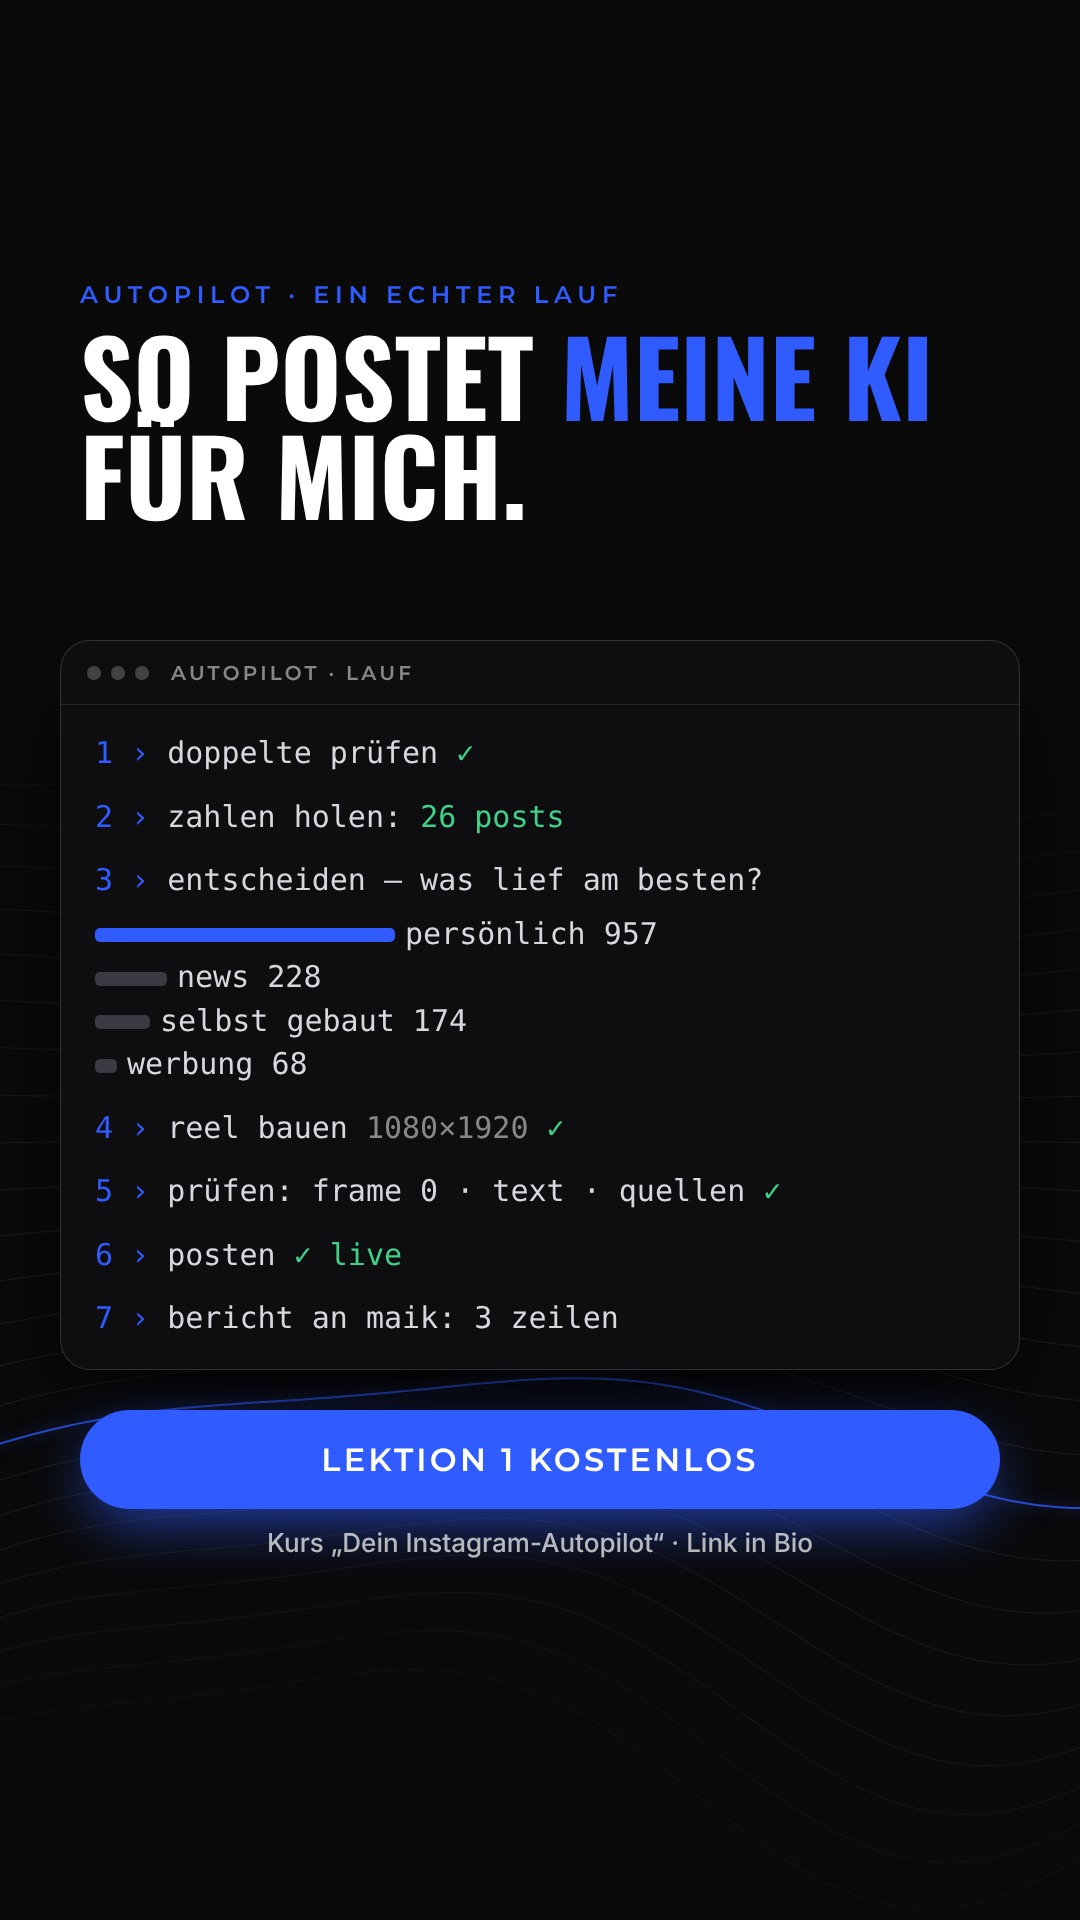 AUTOPILOT · EIN ECHTER LAUF
SO POSTET MEINE KI
FÜR MICH.
AUTOPILOT · LAUF
1 › doppelte prüfen ✓
2 › zahlen holen: 26 posts
3 › entscheiden — was lief am besten?
persönlich 957
news 228
selbst gebaut 174
werbung 68
4 › reel bauen 1080×1920 ✓
5 › prüfen: frame 0 · text · quellen ✓
6 › posten ✓ live
7 › bericht an maik: 3 zeilen
LEKTION 1 KOSTENLOS
Kurs „Dein Instagram-Autopilot“ · Link in Bio